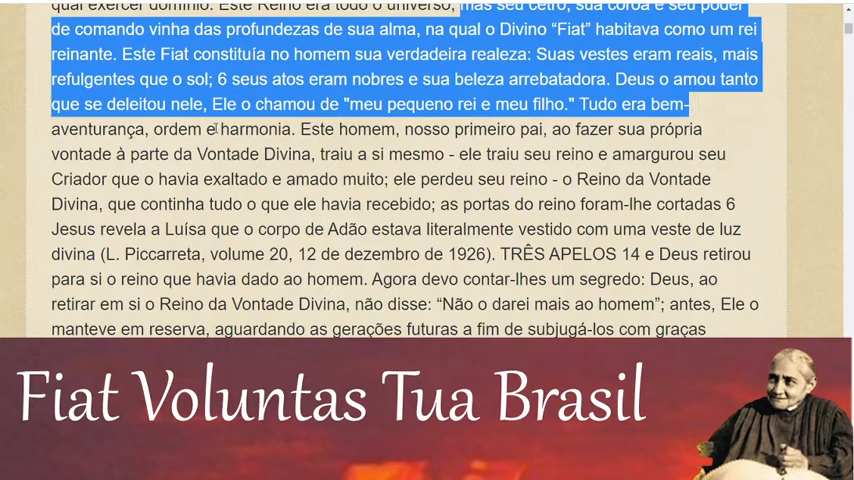 qual exercer domínio. Este Reino era todo o universo, mas seu cetro, sua coroa e seu poder
de comando vinha das profundezas de sua alma, na qual o Divino “Fiat” habitava como um rei
reinante. Este Fiat constituía no homem sua verdadeira realeza: Suas vestes eram reais, mais
refulgentes que o sol; 6 seus atos eram nobres e sua beleza arrebatadora. Deus o amou tanto
que se deleitou nele, Ele o chamou de "meu pequeno rei e meu filho." Tudo era bem-
aventurança, ordem e harmonia. Este homem, nosso primeiro pai, ao fazer sua própria
vontade à parte da Vontade Divina, traiu a si mesmo - ele traiu seu reino e amargurou seu
Criador que o havia exaltado e amado muito; ele perdeu seu reino - o Reino da Vontade
Divina, que continha tudo o que ele havia recebido; as portas do reino foram-lhe cortadas 6
Jesus revela a Luísa que o corpo de Adão estava literalmente vestido com uma veste de luz
divina (L. Piccarreta, volume 20, 12 de dezembro de 1926). TRÊS APELOS 14 e Deus retirou
para si o reino que havia dado ao homem. Agora devo contar-lhes um segredo: Deus, ao
retirar em si o Reino da Vontade Divina, não disse: “Não o darei mais ao homem”; antes, Ele o
manteve em reserva, aguardando as gerações futuras a fim de subjugá-los com graças
Fiat Voluntas Tua Brasil